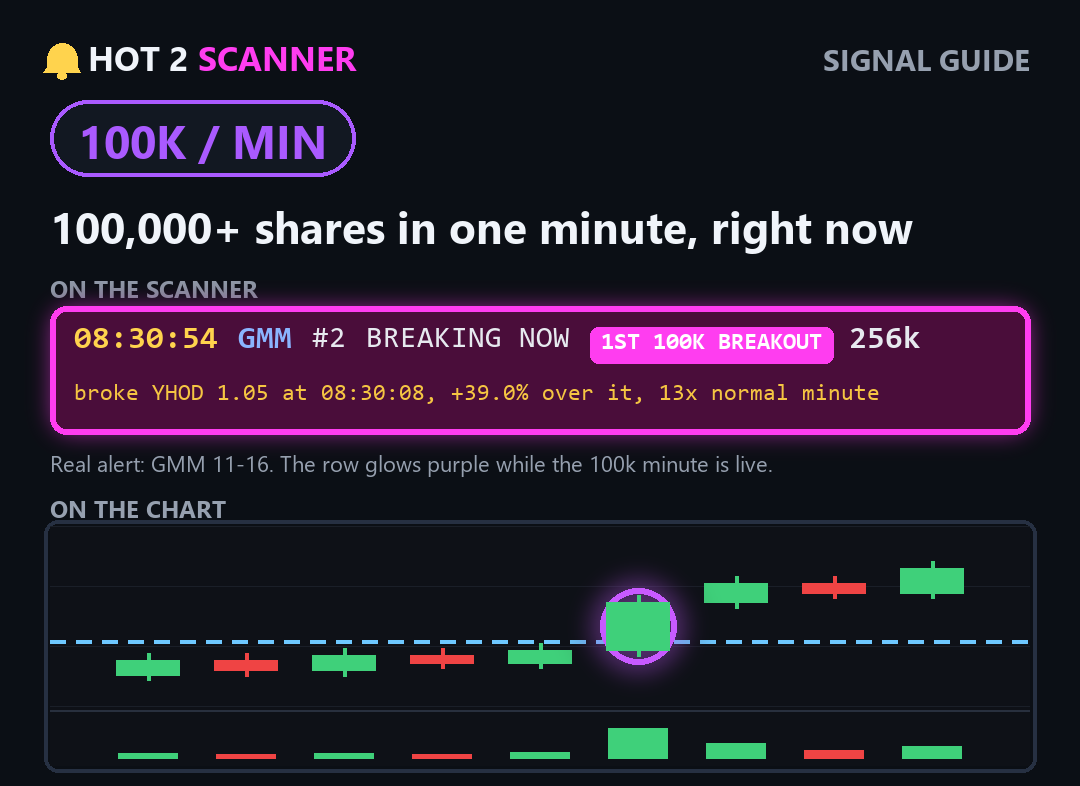 HOT 2 SCANNER
SIGNAL GUIDE
100K / MIN
100,000+ shares in one minute, right now
ON THE SCANNER
08:30:54 GMM #2 BREAKING NOW 1ST 100K BREAKOUT 256k
broke YHOD 1.05 at 08:30:08, +39.0% over it, 13x normal minute
Real alert: GMM 11-16. The row glows purple while the 100k minute is live.
ON THE CHART